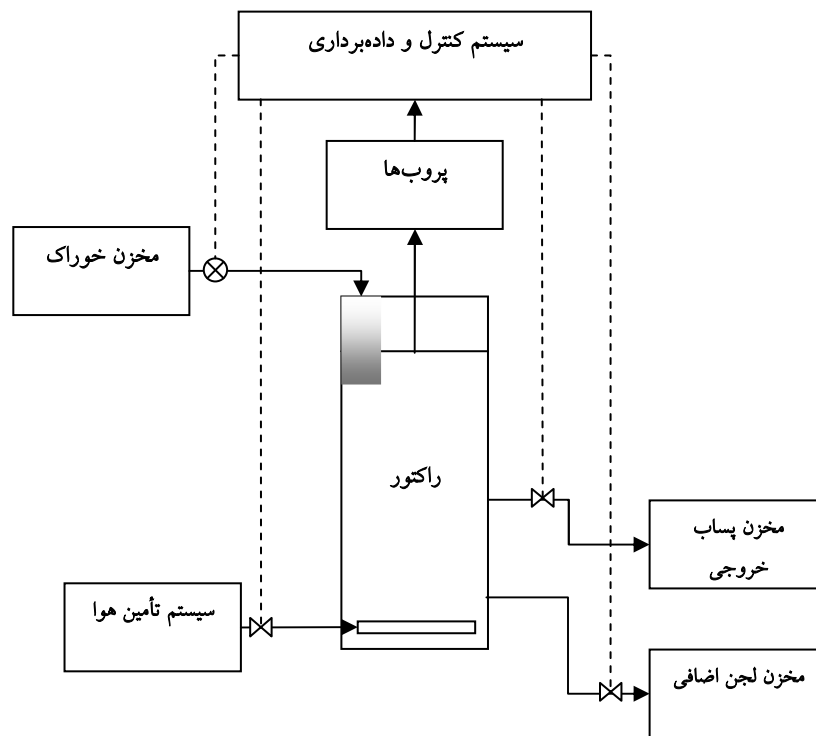 سیستم کنترل و داده‌برداری
پروب‌ها
مخزن خوراک
راکتور
مخزن پساب
خروجی
سیستم تأمین هوا
مخزن لجن اضافی